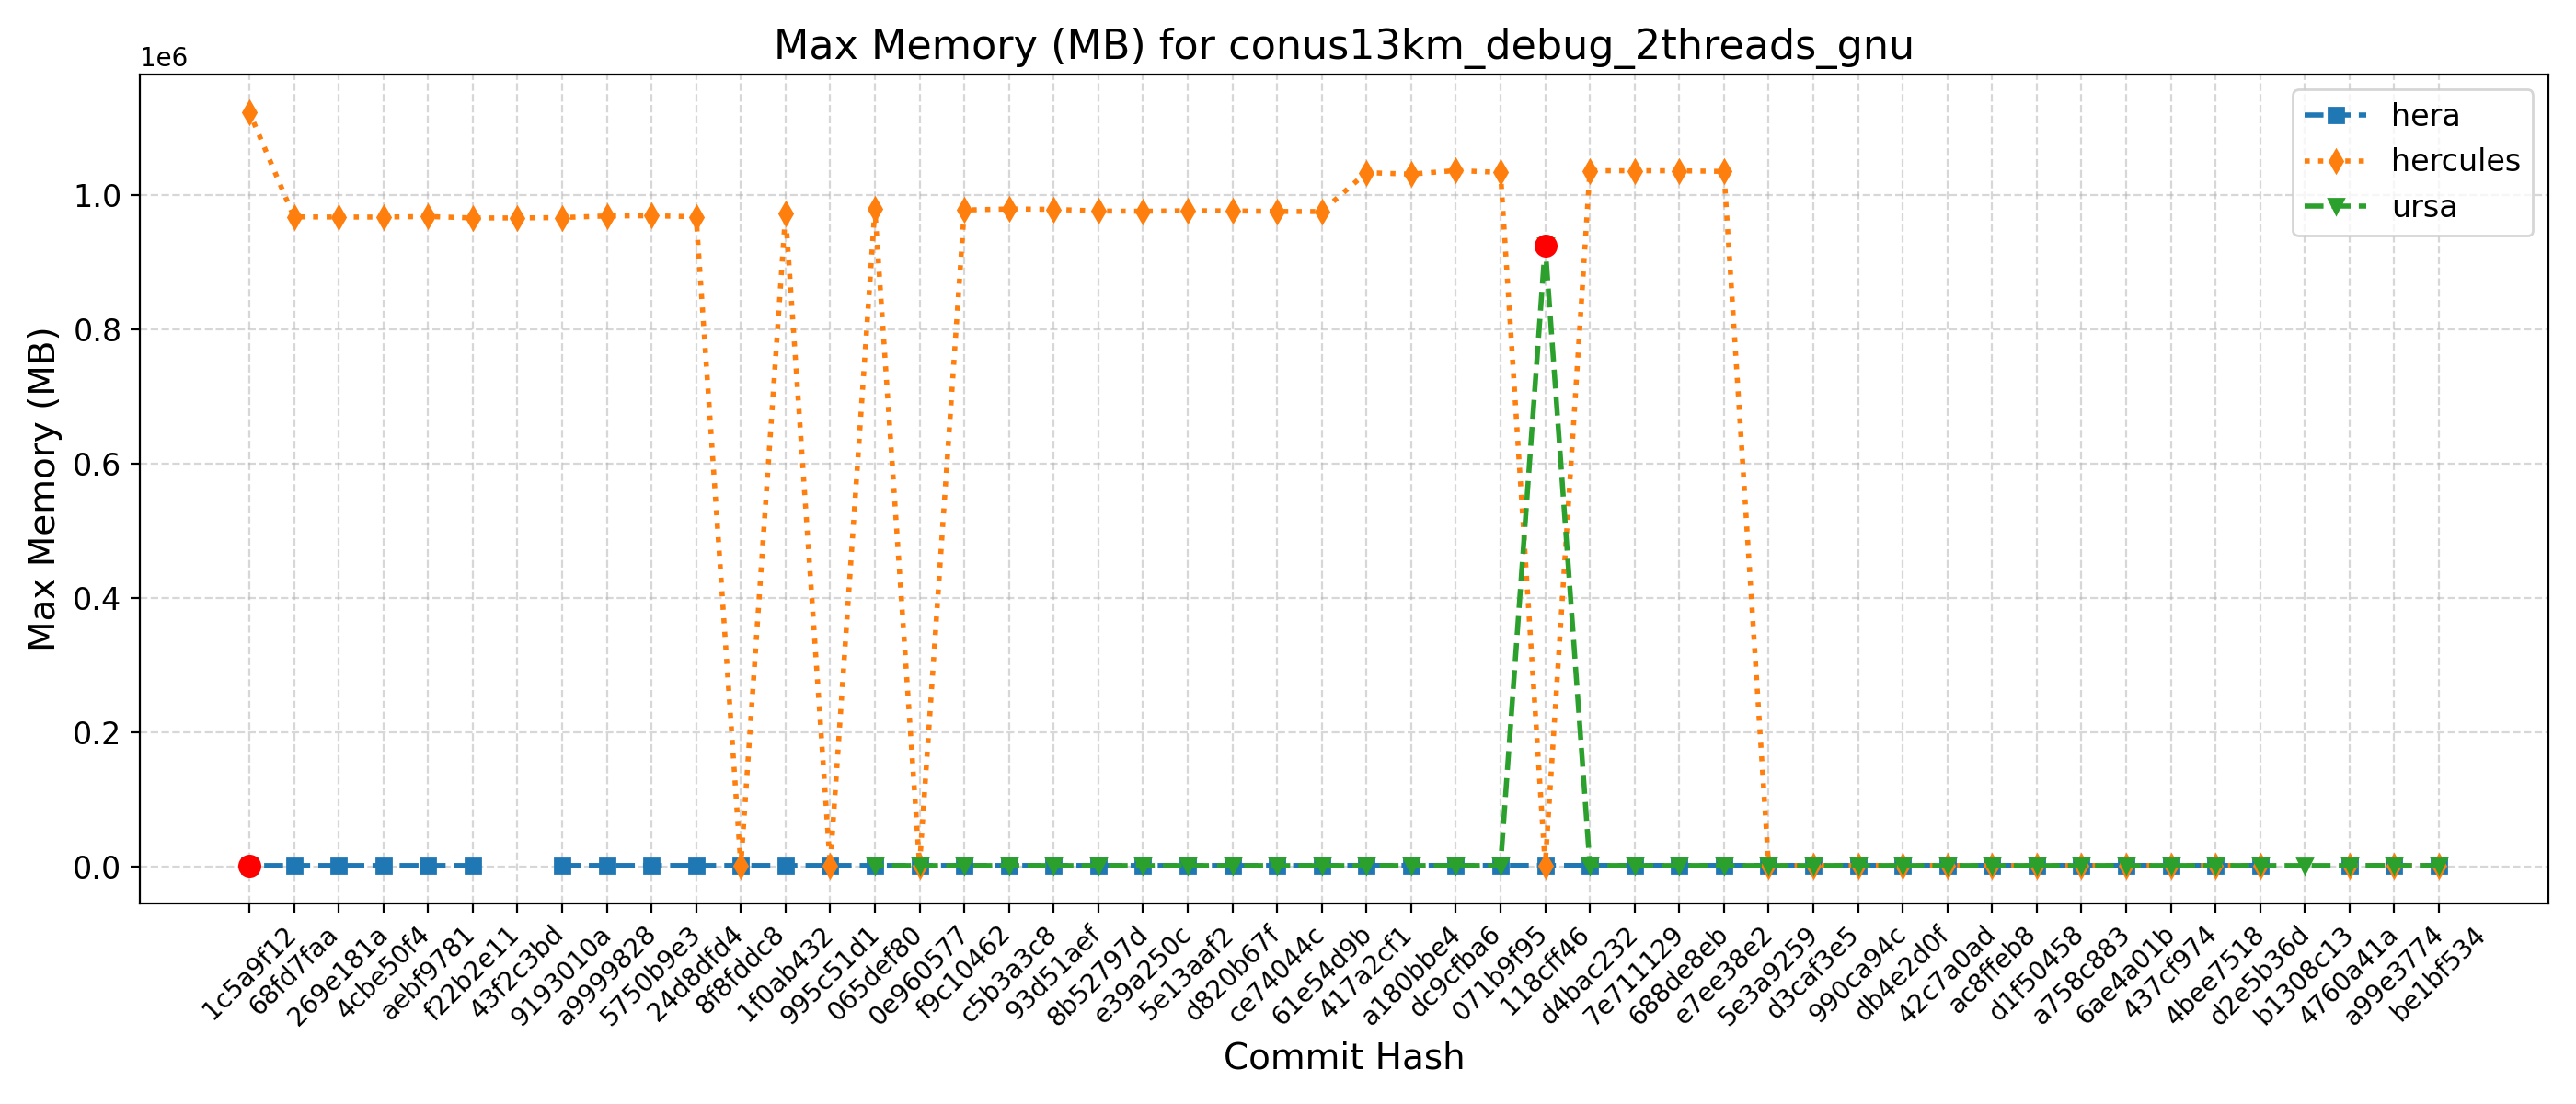 Max Memory (MB) for conus13km_debug_2threads_gnu
1e6
hera
hercules
ursa
Max Memory (MB)
1.0
0.8
0.6
0.4
0.2
0.0
1c5a9f12
68fd7faa
269e181a
4cbe50f4
aebf9781
f22b2e11
43f2c3bd
9193010a
a9999828
5750b9e3
24d8dfd4
8f8fddc8
1f0ab432
995c51d1
065def80
0e960577
f9c10462
c5b3a3c8
93d51aef
8b52797d
e39a250c
5e13aaf2
d820b67f
ce74044c
61e54d9b
417a2cf1
a180bbe4
dc9cfba6
071b9f95
118cff46
d4bac232
7e711129
688de8eb
e7ee38e2
5e3a9259
d3caf3e5
990ca94c
db4e2d0f
42c7a0ad
ac8ffeb8
d1f50458
a758c883
6ae4a01b
437cf974
4bee7518
d2e5b36d
b1308c13
4760a41a
a99e3774
be1bf534
Commit Hash